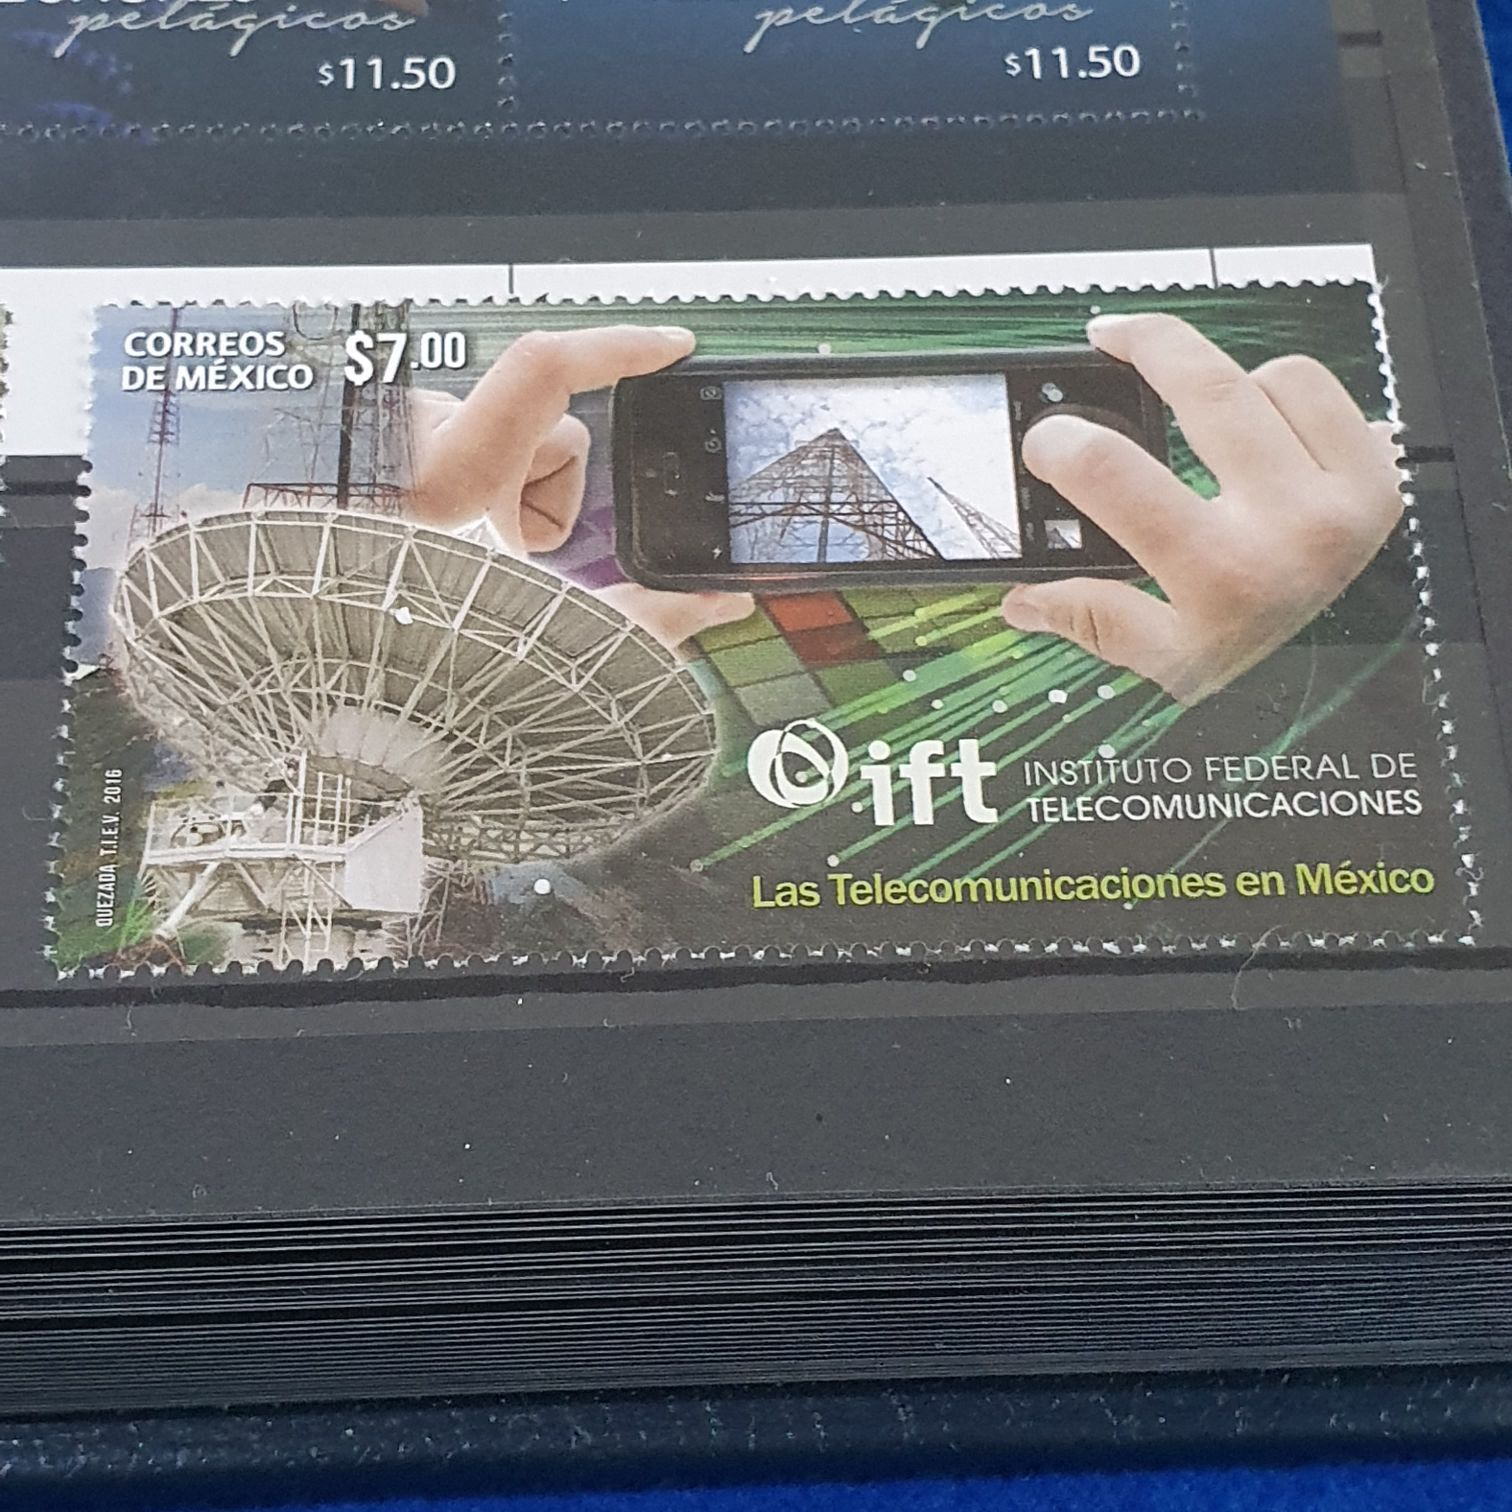 pelágicos
$11.50
pelágicos
$11.50
CORREOS
DE MÉXICO
$7.00
ift
INSTITUTO FEDERAL DE
TELECOMUNICACIONES
Las Telecomunicaciones en México
QUEZADA T.I.E.V. 2016